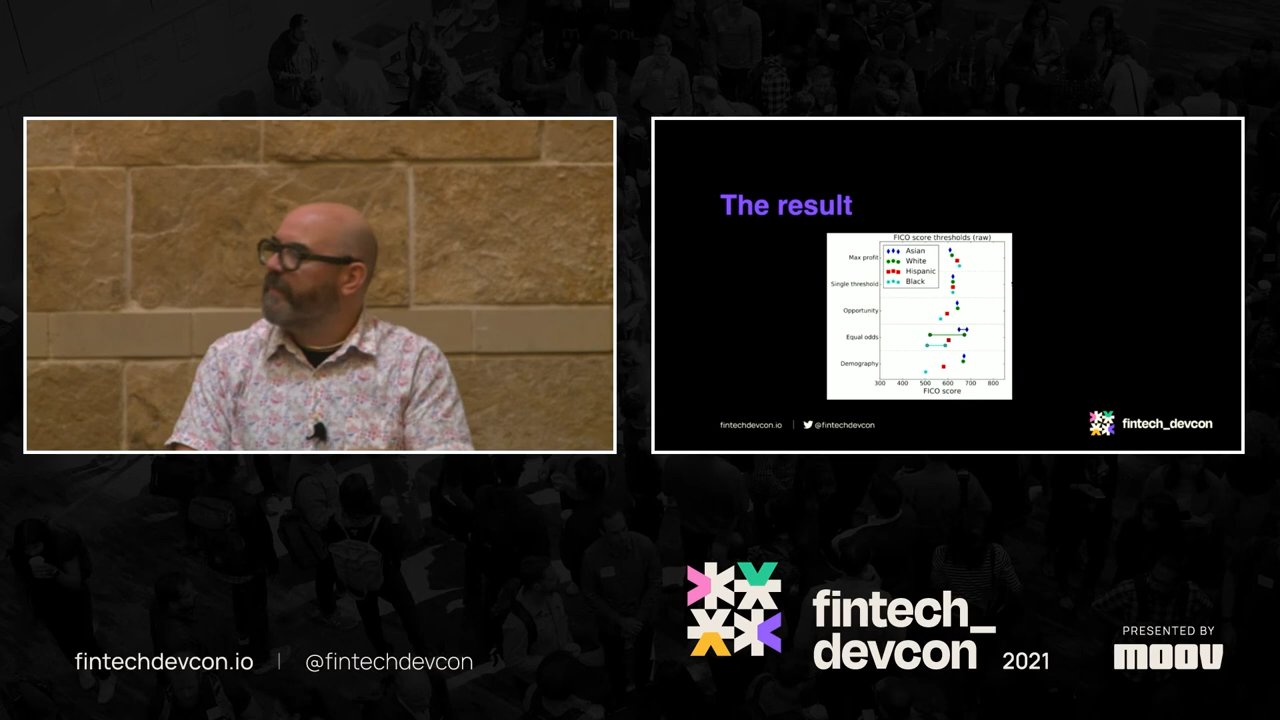 The result
FICO score thresholds (raw)
Asian
White
Hispanic
Black
Max profit
Single threshold
Opportunity
Equal odds
Demography
300 400 500 600 700 800
FICO score
fintechdevcon.io | @fintechdevcon
fintech_devcon
fintechdevcon.io | @fintechdevcon
fintech_
devcon 2021
PRESENTED BY
moov